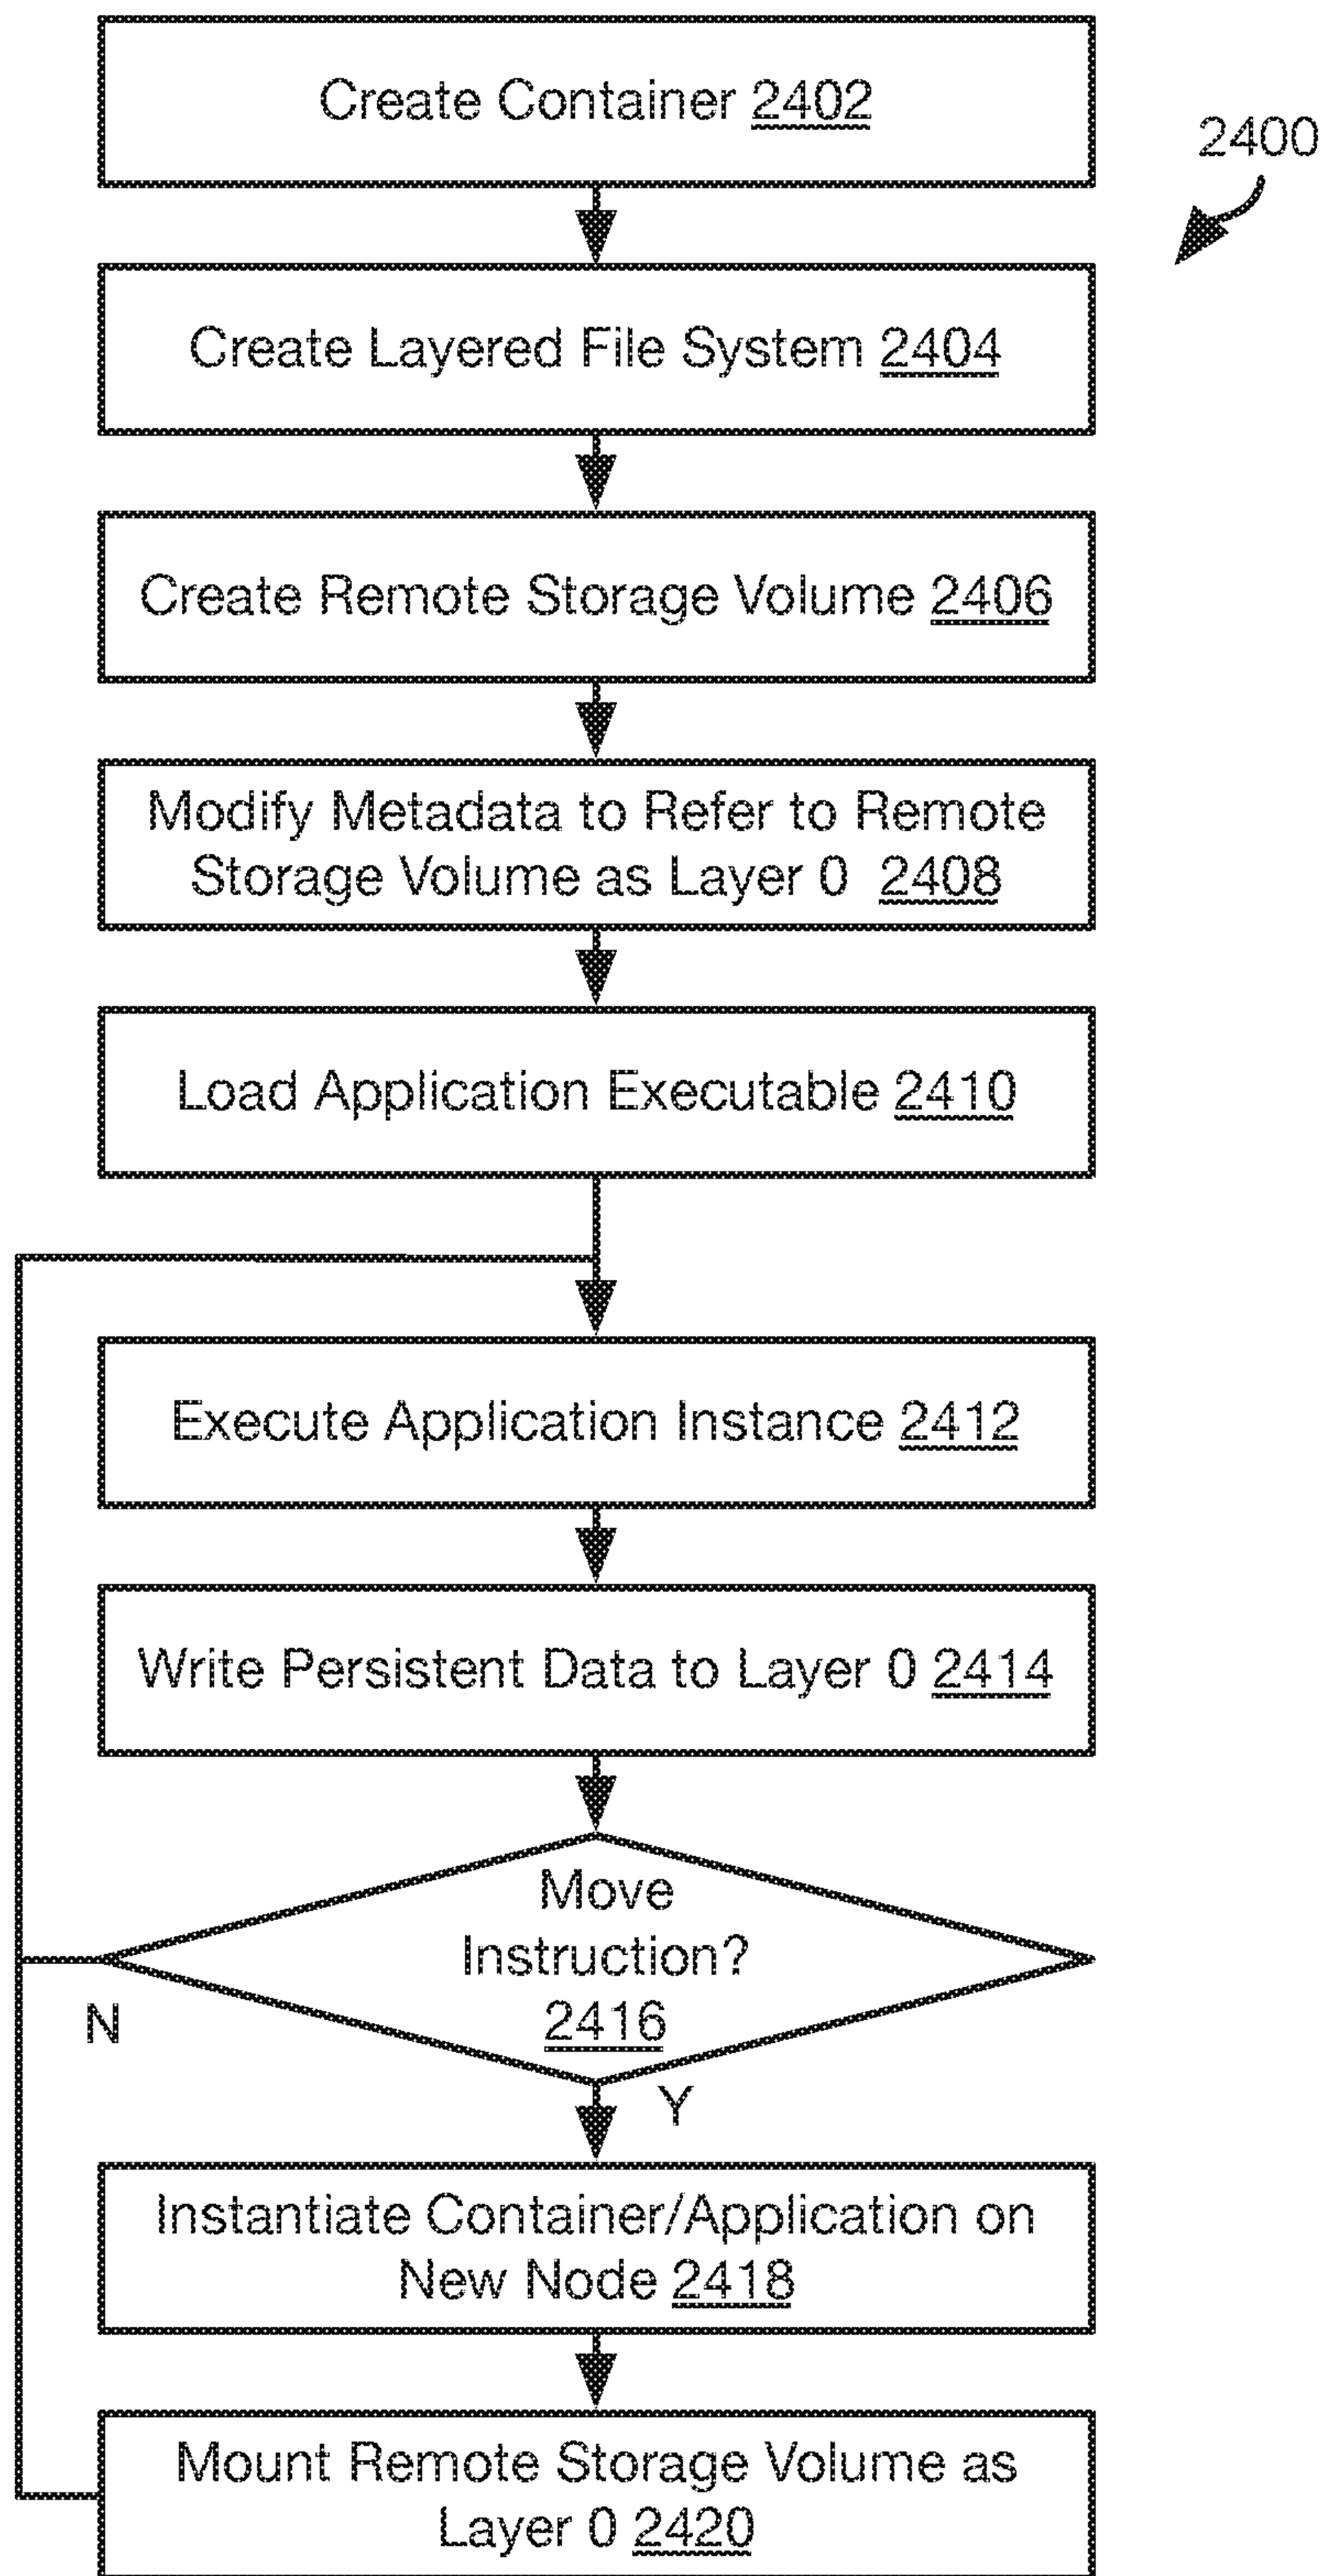 Create Container 2402
2400
Create Layered File System 2404
Create Remote Storage Volume 2406
Modify Metadata to Refer to Remote
Storage Volume as Layer 0 2408
Load Application Executable 2410
Execute Application Instance 2412
Write Persistent Data to Layer 0 2414
Move
Instruction?
2416
N
Y
Instantiate Container/Application on
New Node 2418
Mount Remote Storage Volume as
Layer 0 2420